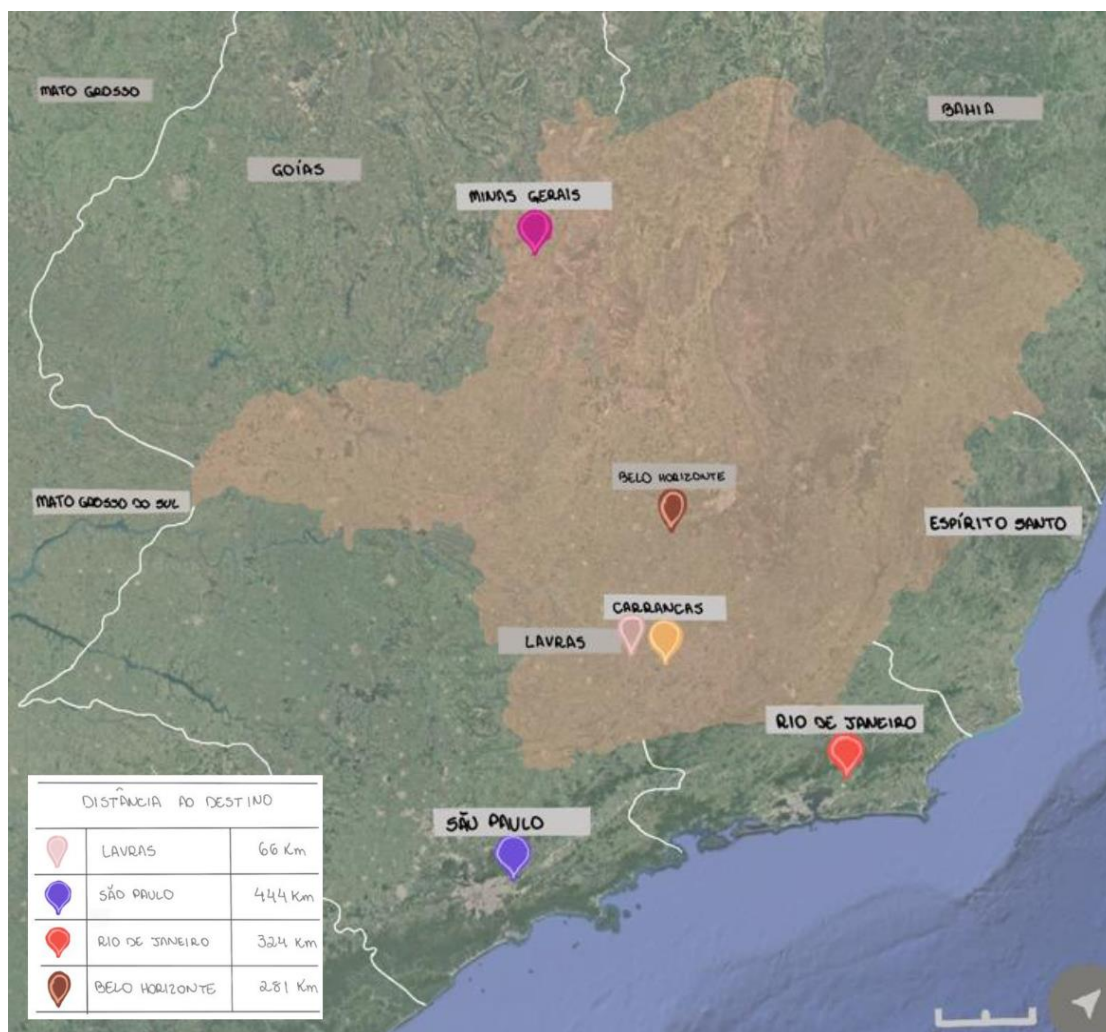 MATO GROSSO
BAHIA
GOÍAS
MINAS GERAIS
BELO HORIZONTE
MATO GROSSO DO SUL
ESPÍRITO SANTO
CARRANCAS
LAVRAS
RIO DE JANEIRO
SÃO PAULO
DISTÂNCIA AO DESTINO
LAVRAS 66 Km
SÃO PAULO 444 Km
RIO DE JANEIRO 324 Km
BELO HORIZONTE 281 Km